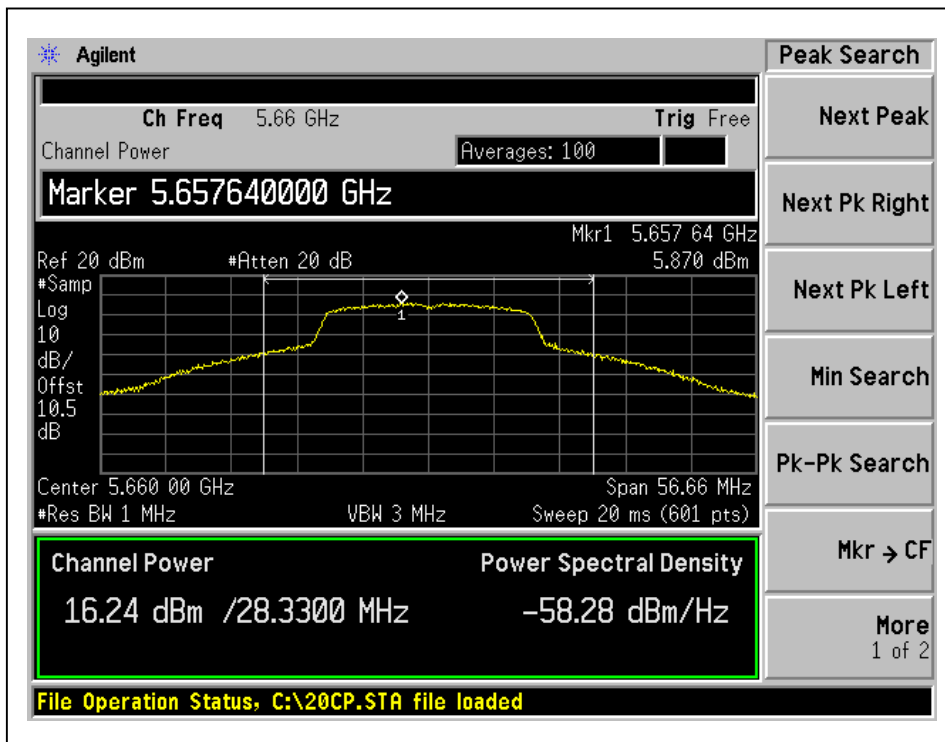 Agilent
Peak Search
Ch Freq 5.66 GHz Trig Free
Channel Power Averages: 100
Marker 5.657640000 GHz
Mkr1 5.657 64 GHz
Ref 20 dBm #Atten 20 dB 5.870 dBm
#Samp
Log
10
dB/
Offst
10.5
dB
1
Center 5.660 00 GHz Span 56.66 MHz
#Res BW 1 MHz VBW 3 MHz Sweep 20 ms (601 pts)
Channel Power Power Spectral Density
16.24 dBm /28.3300 MHz -58.28 dBm/Hz
File Operation Status, C:\20CP.STA file loaded
Next Peak
Next Pk Right
Next Pk Left
Min Search
Pk-Pk Search
Mkr → CF
More
1 of 2